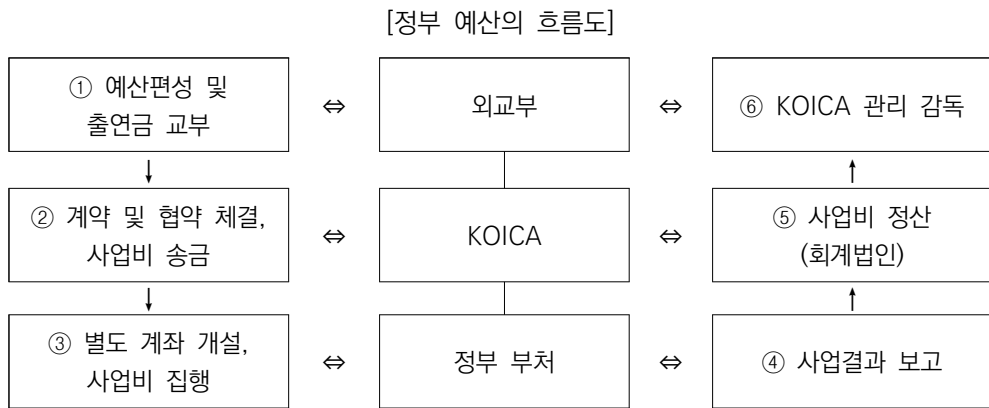 [정부 예산의 흐름도]
① 예산편성 및
출연금 교부
⇔
외교부
⇔
⑥ KOICA 관리 감독
② 계약 및 협약 체결,
사업비 송금
⇔
KOICA
⇔
⑤ 사업비 정산
(회계법인)
③ 별도 계좌 개설,
사업비 집행
⇔
정부 부처
⇔
④ 사업결과 보고